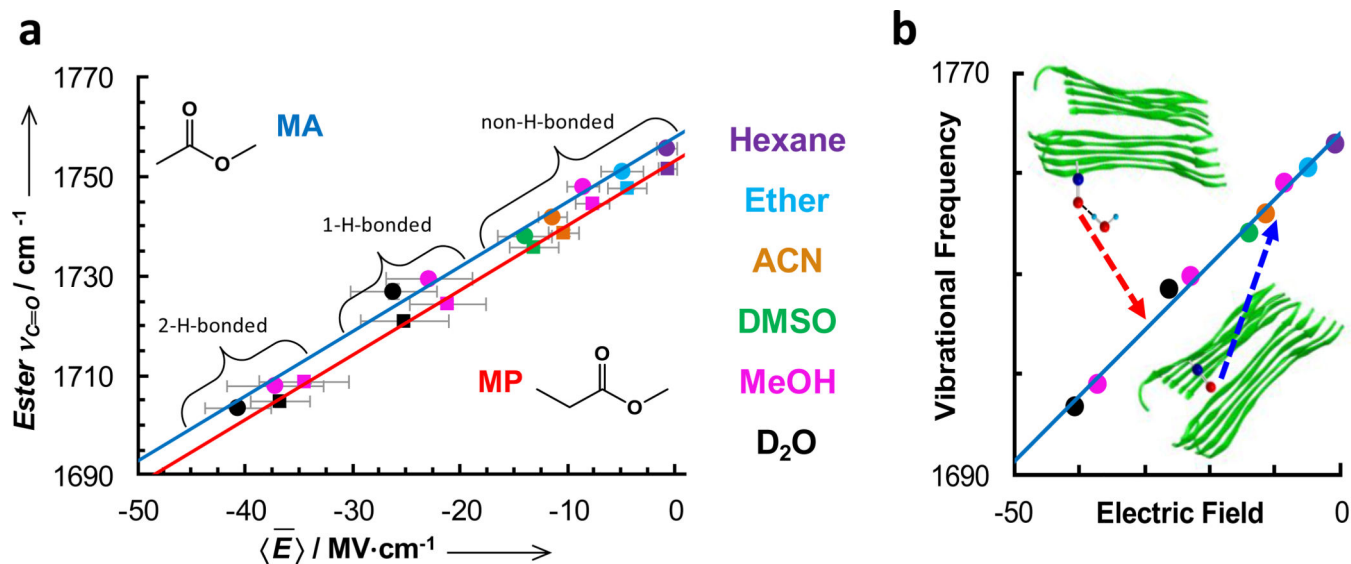 a
1770
1750
1730
1710
1690
Ester νC=O / cm⁻¹
-50
-40
-30
-20
-10
0
⟨E̅⟩ / MV·cm⁻¹
O
O
MA
non-H-bonded
1-H-bonded
2-H-bonded
MP
O
O
Hexane
Ether
ACN
DMSO
MeOH
D₂O
b
1770
1690
Vibrational Frequency
-50
Electric Field
0